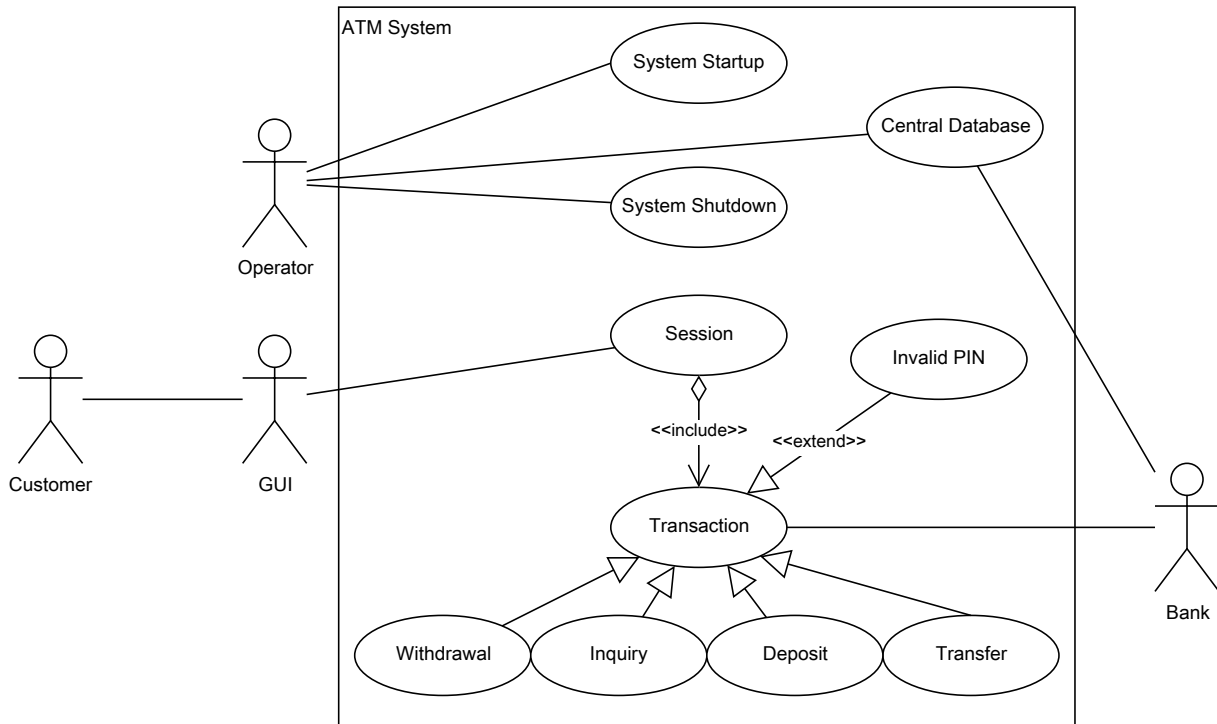 ATM System
System Startup
Central Database
System Shutdown
Operator
Session
Invalid PIN
<<include>>
<<extend>>
Customer
GUI
Transaction
Bank
Withdrawal
Inquiry
Deposit
Transfer